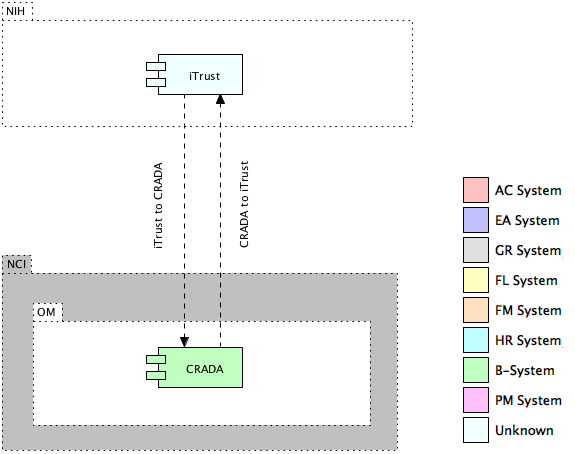 NIH
iTrust
iTrust to CRADA
CRADA to iTrust
NCI
OM
CRADA
AC System
EA System
GR System
FL System
FM System
HR System
B-System
PM System
Unknown